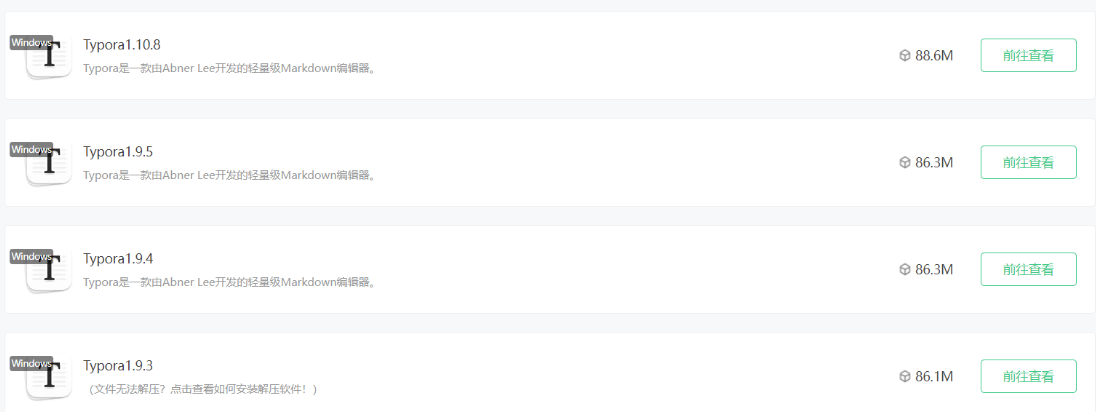 Windows
T
Typora1.10.8
Typora是一款由Abner Lee开发的轻量级Markdown编辑器。
88.6M
前往查看
Windows
T
Typora1.9.5
Typora是一款由Abner Lee开发的轻量级Markdown编辑器。
86.3M
前往查看
Windows
T
Typora1.9.4
Typora是一款由Abner Lee开发的轻量级Markdown编辑器。
86.3M
前往查看
Windows
T
Typora1.9.3
（文件无法解压？点击查看如何安装解压软件！）
86.1M
前往查看